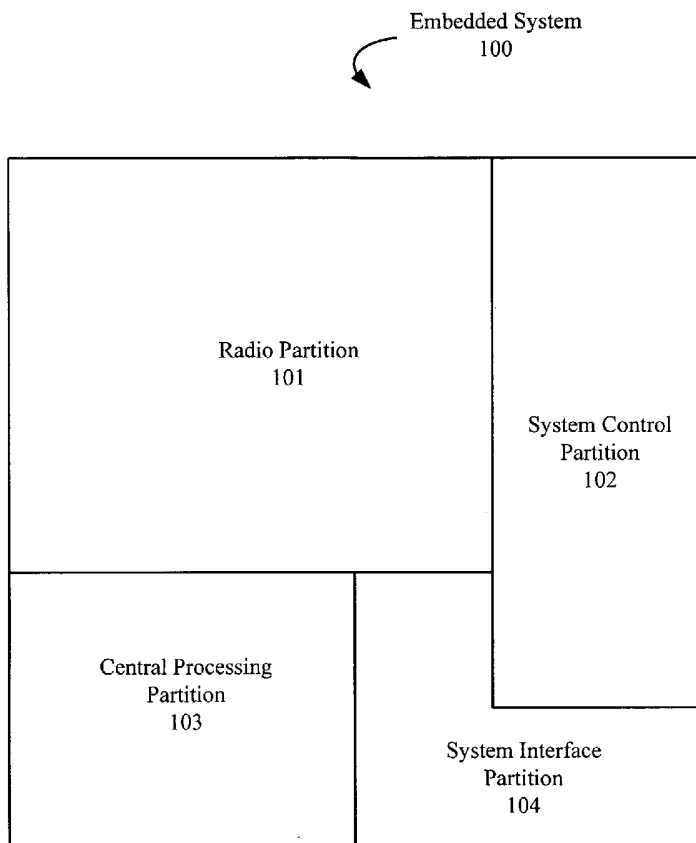 Embedded System
100
Radio Partition
101
System Control
Partition
102
Central Processing
Partition
103
System Interface
Partition
104